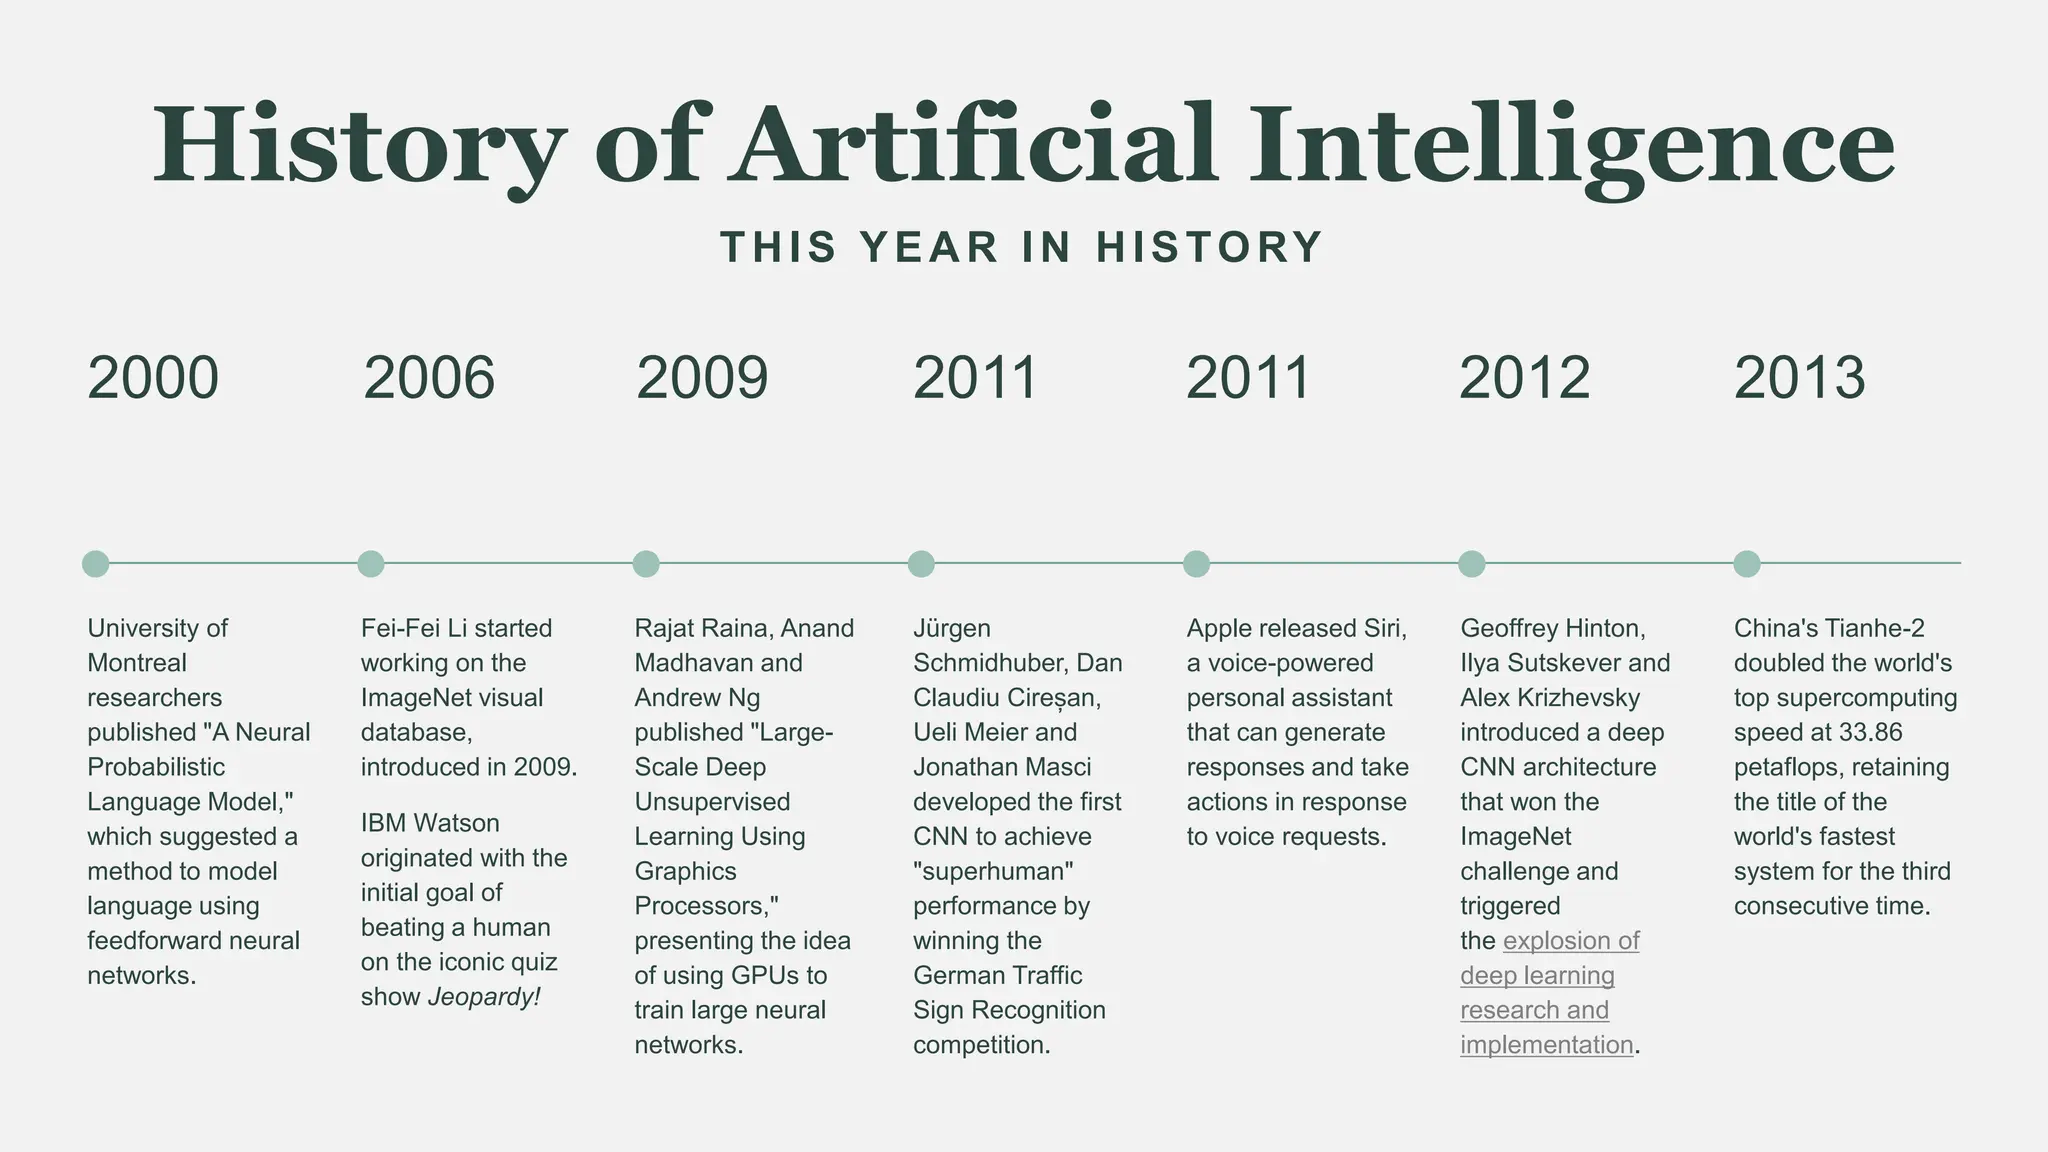 History of Artificial Intelligence
THIS YEAR IN HISTORY
2000
2006
2009
2011
2011
2012
2013
University of
Montreal
researchers
published "A Neural
Probabilistic
Language Model,"
which suggested a
method to model
language using
feedforward neural
networks.
Fei-Fei Li started
working on the
ImageNet visual
database,
introduced in 2009.
IBM Watson
originated with the
initial goal of
beating a human
on the iconic quiz
show Jeopardy!
Rajat Raina, Anand
Madhavan and
Andrew Ng
published "Large-
Scale Deep
Unsupervised
Learning Using
Graphics
Processors,"
presenting the idea
of using GPUs to
train large neural
networks.
Jürgen
Schmidhuber, Dan
Claudiu Cireșan,
Ueli Meier and
Jonathan Masci
developed the first
CNN to achieve
"superhuman"
performance by
winning the
German Traffic
Sign Recognition
competition.
Apple released Siri,
a voice-powered
personal assistant
that can generate
responses and take
actions in response
to voice requests.
Geoffrey Hinton,
Ilya Sutskever and
Alex Krizhevsky
introduced a deep
CNN architecture
that won the
ImageNet
challenge and
triggered
the explosion of
deep learning
research and
implementation.
China's Tianhe-2
doubled the world's
top supercomputing
speed at 33.86
petaflops, retaining
the title of the
world's fastest
system for the third
consecutive time.